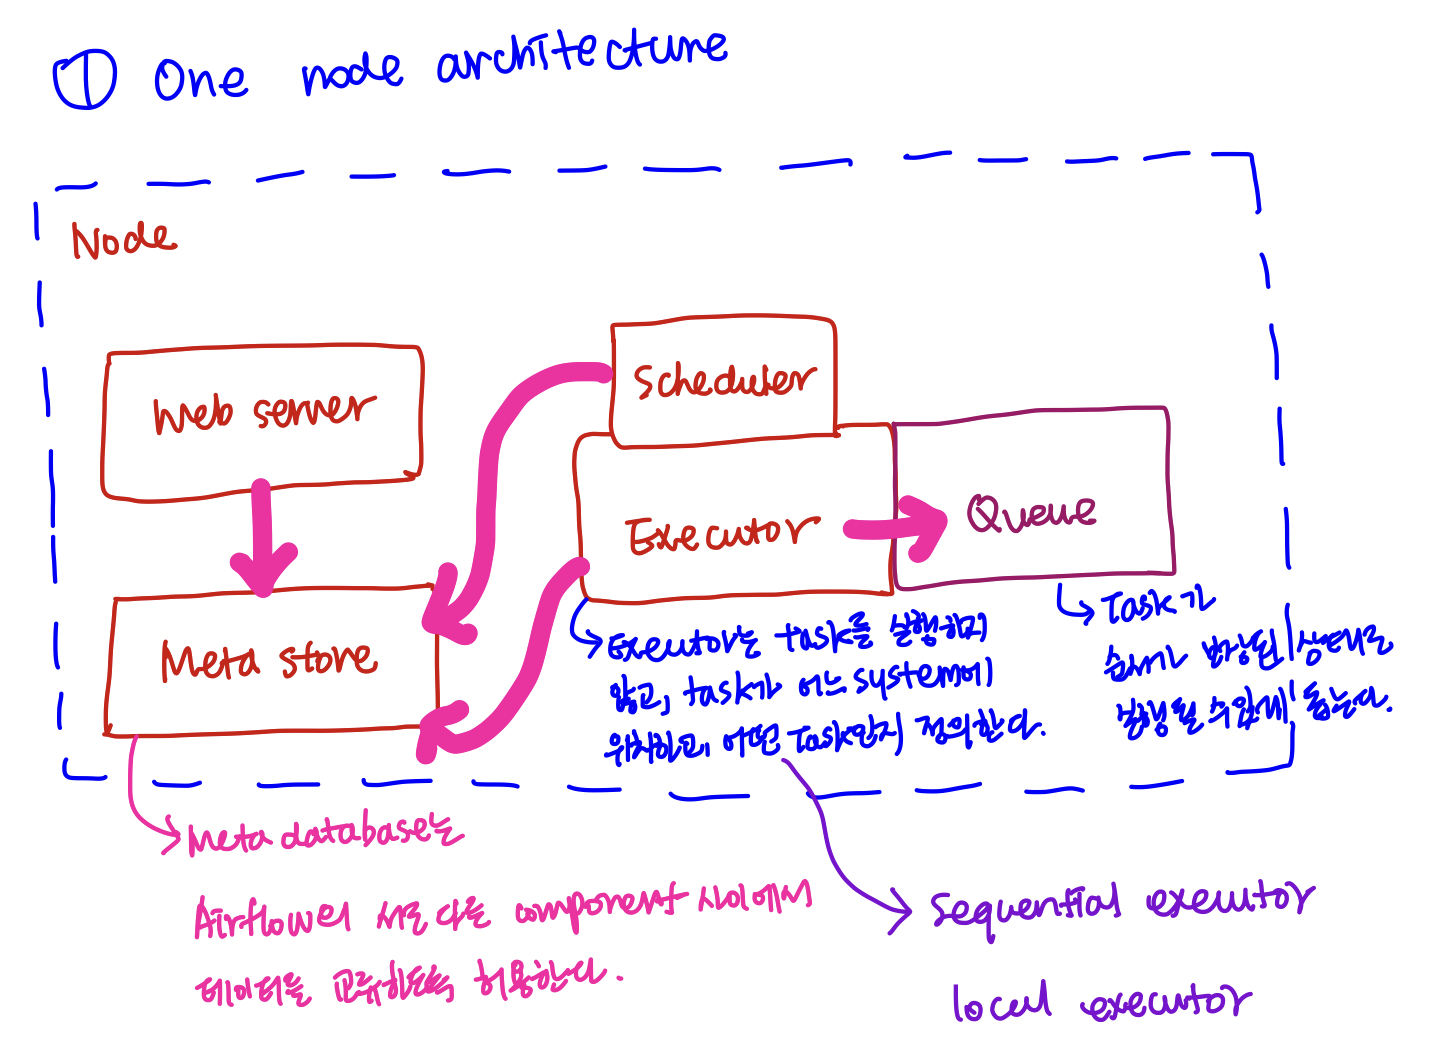 ① One node architecture
Node
Web server
Scheduler
Executor
Queue
Meta store
Executor는 task를 실행하지
않고, task가 어느 system에
위치하고, 어떤 Task인지 정의한다.
Task가
순서가 보장된 상태로
실행될 수 있게 돕는다.
Meta database는
Airflow의 서로 다른 component 사이에서
데이터를 교류하도록 허용한다.
Sequential executor
local executor